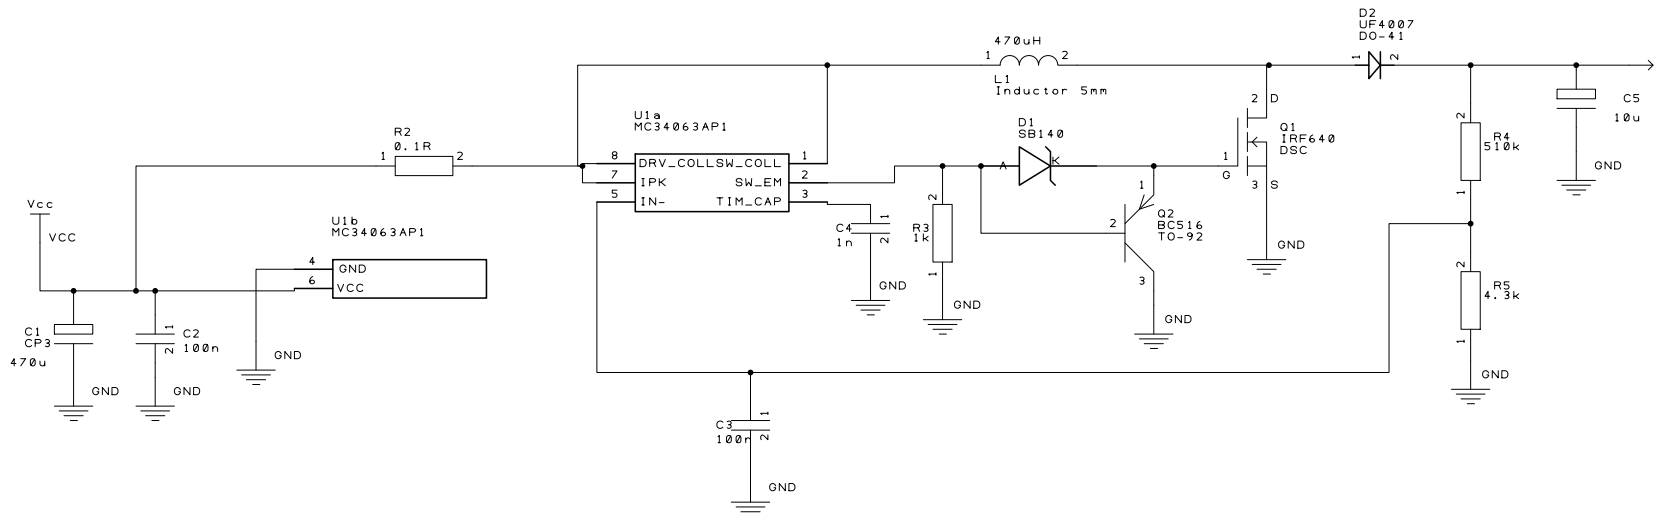 D2
UF4007
DO-41
1
2
470uH
1
2
L1
Inductor 5mm
2
D
Q1
IRF640
DSC
1
G
3
S
GND
C5
10u
GND
2
R4
510k
1
2
R5
4.3k
1
GND
U1a
MC34063AP1
8
DRV_COLL
SW_COLL
1
7
IPK
SW_EM
2
5
IN-
TIM_CAP
3
R2
0.1R
1
2
D1
SB140
A
K
1
Q2
BC516
TO-92
2
3
GND
C4
1n
1
2
GND
R3
1k
2
1
GND
Vcc
VCC
U1b
MC34063AP1
4
GND
6
VCC
C1
CP3
470u
GND
C2
100n
1
2
GND
GND
C3
100n
1
2
GND